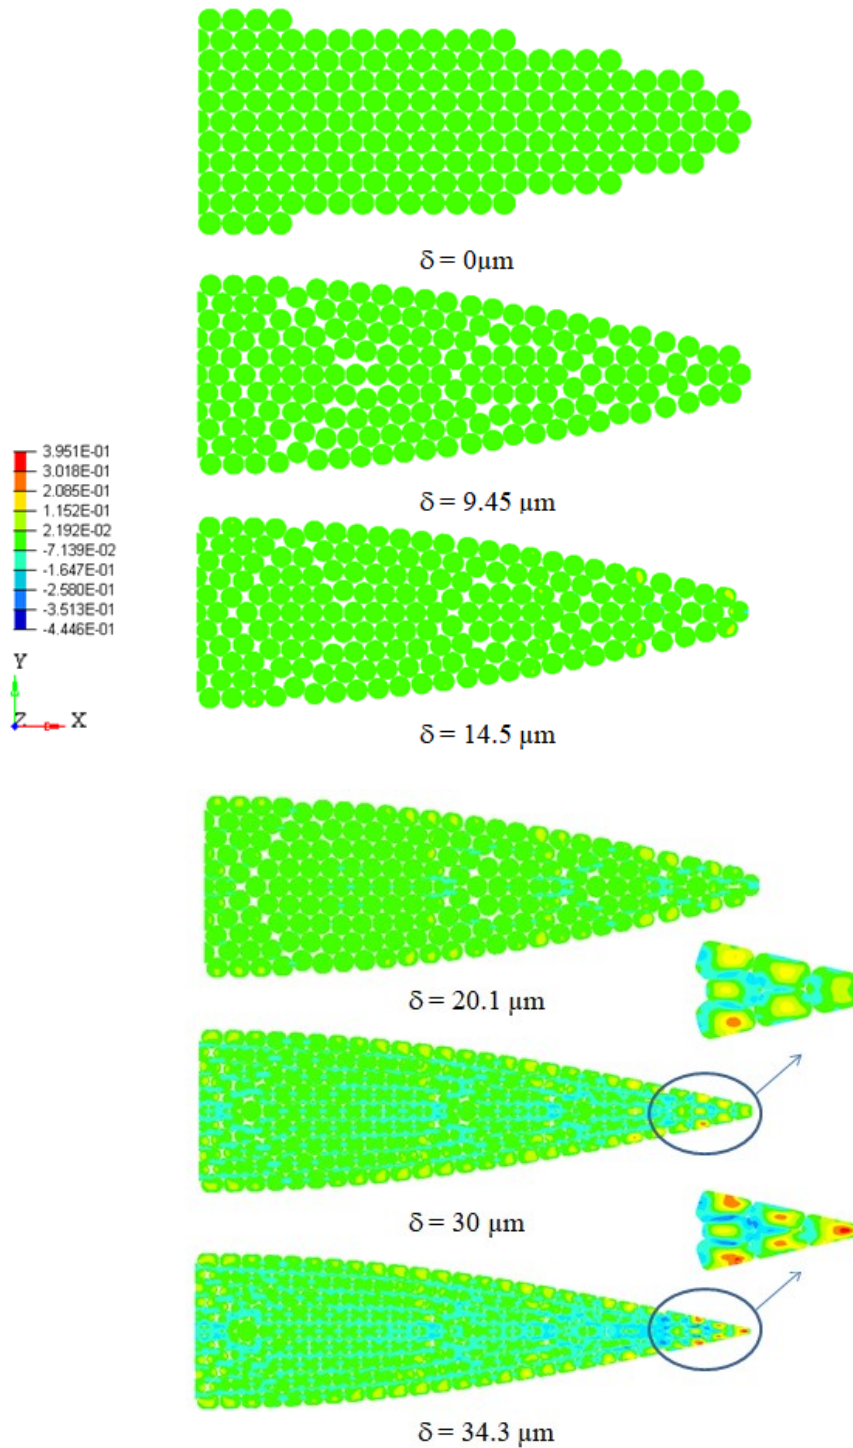 δ = 0μm
δ = 9.45 μm
3.951E-01
3.018E-01
2.085E-01
1.152E-01
2.192E-02
-7.139E-02
-1.647E-01
-2.580E-01
-3.513E-01
-4.446E-01
Y
Z X
δ = 14.5 μm
δ = 20.1 μm
δ = 30 μm
δ = 34.3 μm